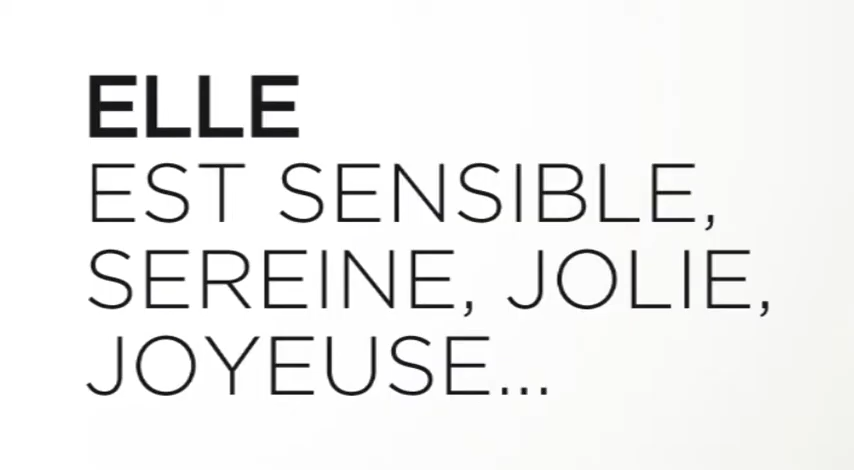 ELLE
EST SENSIBLE,
SEREINE, JOLIE,
JOYEUSE...